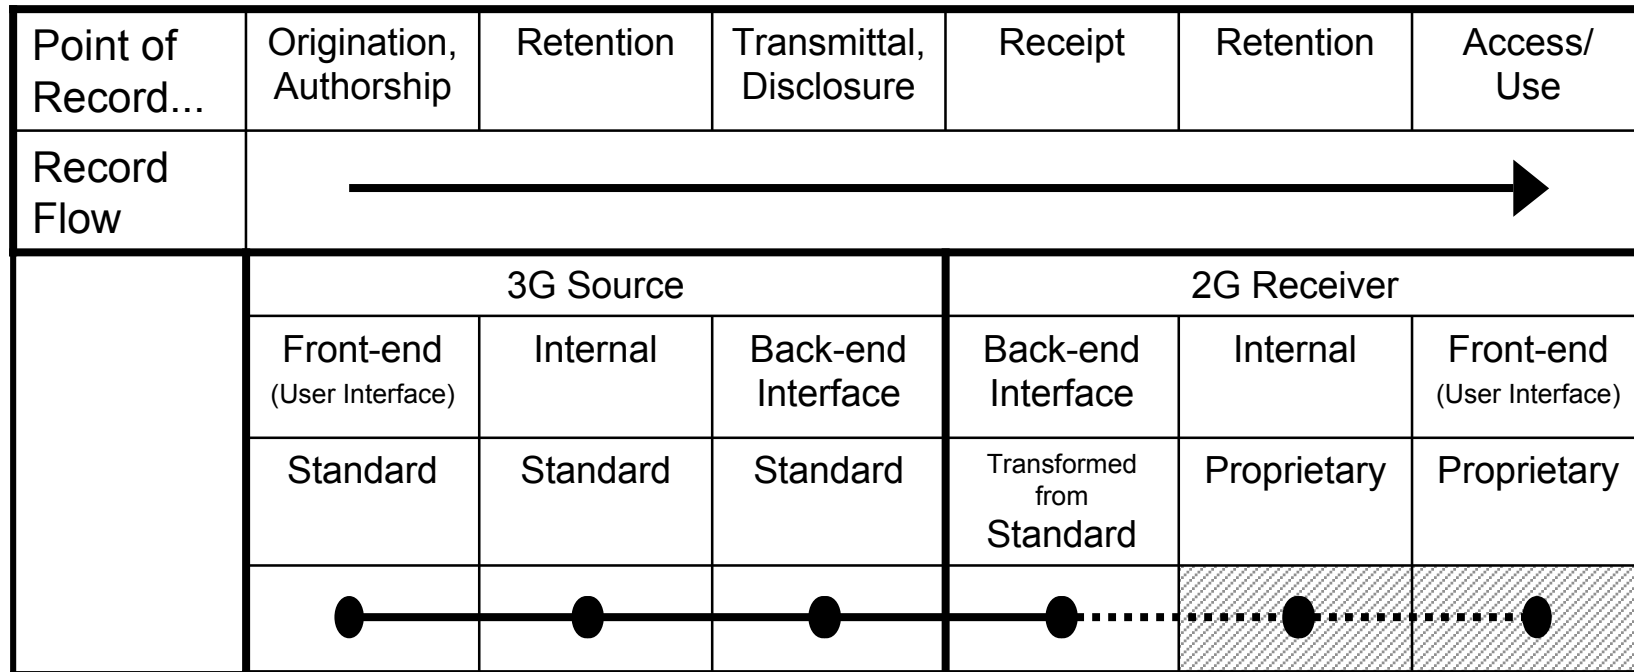 Point of
Record...
Origination,
Authorship
Retention
Transmittal,
Disclosure
Receipt
Retention
Access/
Use
Record
Flow
3G Source
2G Receiver
Front-end
(User Interface)
Internal
Back-end
Interface
Back-end
Interface
Internal
Front-end
(User Interface)
Standard
Standard
Standard
Transformed
from
Standard
Proprietary
Proprietary